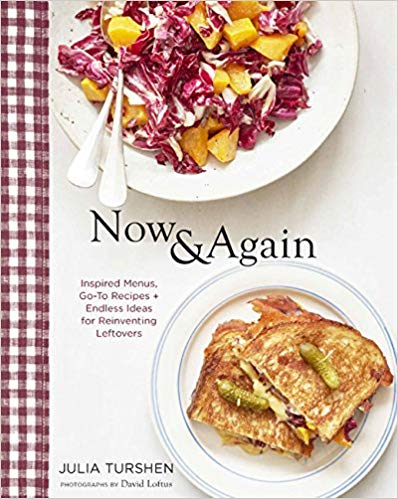 Now & Again
Inspired Menus,
Go-To Recipes +
Endless Ideas
for Reinventing
Leftovers
JULIA TURSHEN
PHOTOGRAPHS BY David Loftus